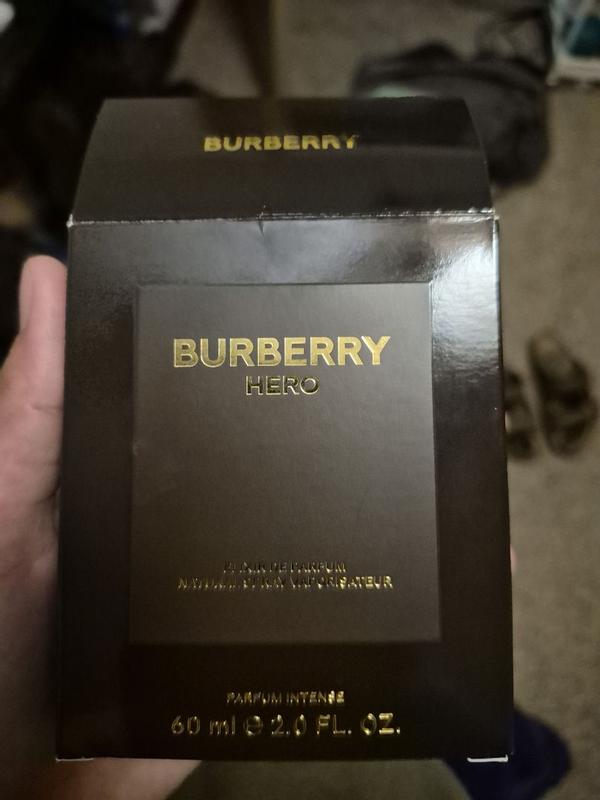 BURBERRY
BURBERRY
HERO
ELIXIR DE PARFUM
NATURAL SPRAY VAPORISATEUR
PARFUM INTENSE
60 ml ℮ 2.0 FL. OZ.